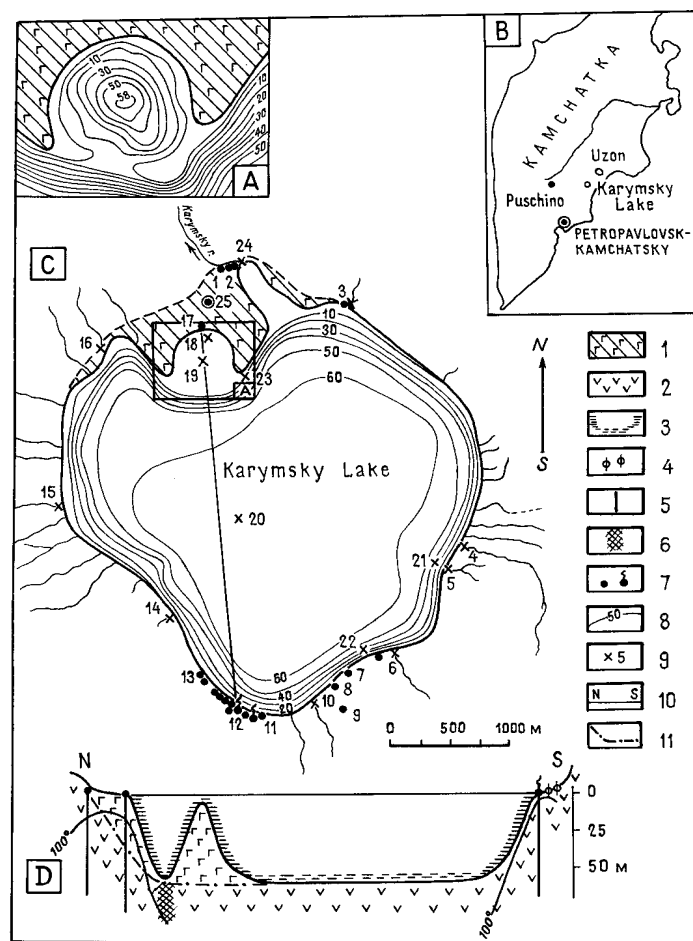 10
30
50
58
10
20
30
40
50
A
B
KAMCHATKA
Uzon
Puschino
Karymsky
Lake
PETROPAVLOVSK-
KAMCHATSKY
C
Karymsky r.
24
1 2
25
3
17
18
16
19
23
A
10
30
50
60
N
S
Karymsky Lake
15
20
21
4
5
14
22
6
13
60
40
20
7
8
9
10
12
11
0 500 1000 М
1
2
3
4
5
6
7
50 8
×5 9
N S 10
11
N
S
0
25
50 М
100°
100°
D